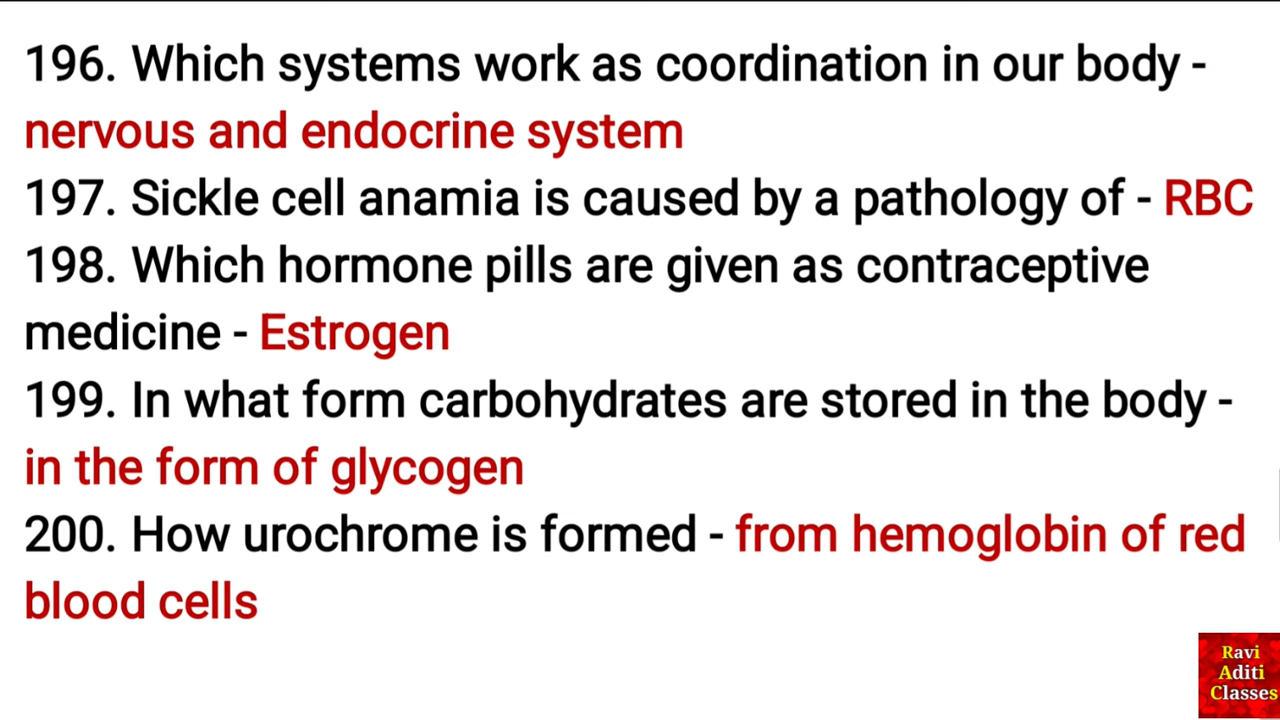 196. Which systems work as coordination in our body -
nervous and endocrine system
197. Sickle cell anamia is caused by a pathology of - RBC
198. Which hormone pills are given as contraceptive
medicine - Estrogen
199. In what form carbohydrates are stored in the body -
in the form of glycogen
200. How urochrome is formed - from hemoglobin of red
blood cells
Ravi
Aditi
Classes